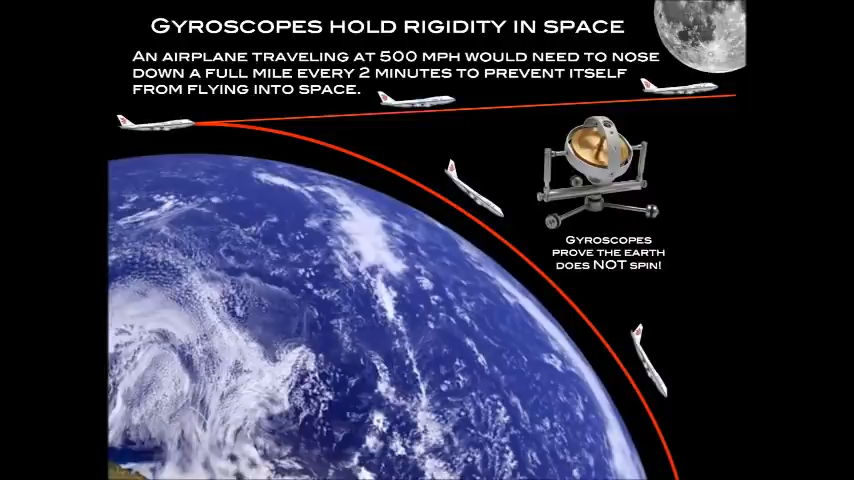 Gyroscopes hold rigidity in space
An airplane traveling at 500 mph would need to nose
down a full mile every 2 minutes to prevent itself
from flying into space.
Gyroscopes
prove the earth
does NOT spin!